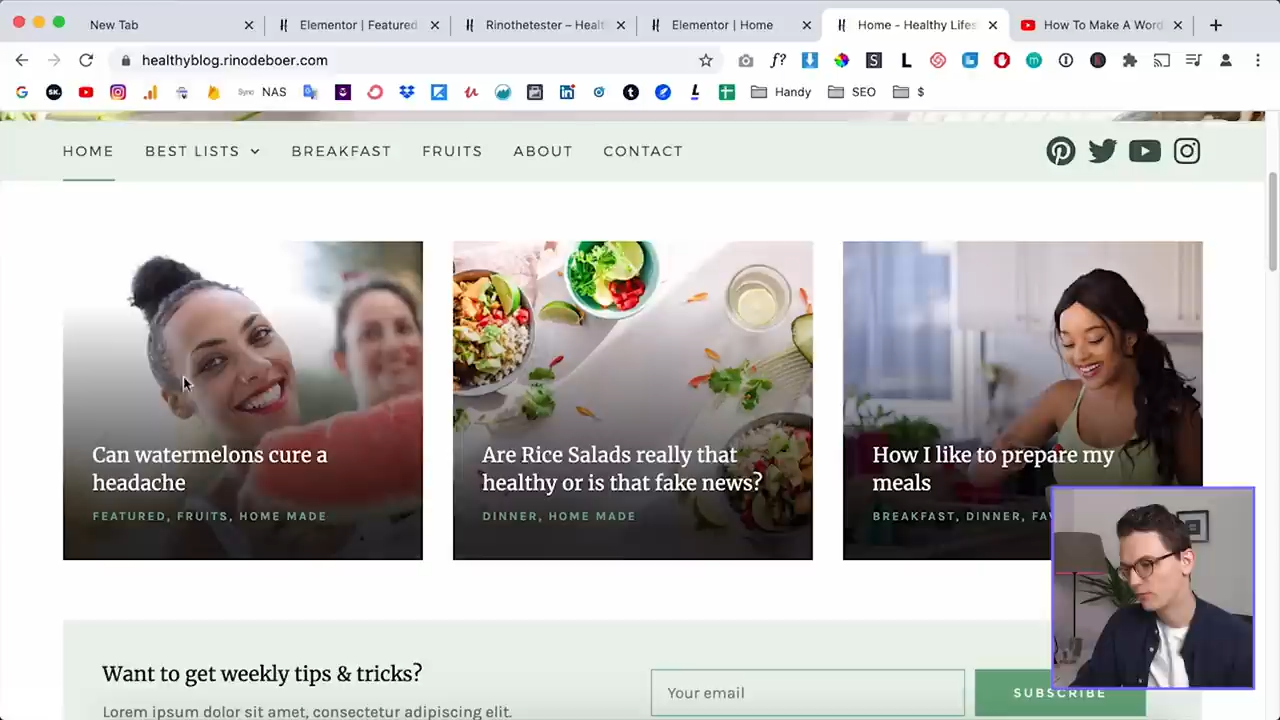 New Tab
Elementor | Featured
Rinothetester – Healt
Elementor | Home
Home – Healthy Lifes
How To Make A Word
healthyblog.rinodeboer.com
f?
Sync NAS
Handy
SEO
$
HOME
BEST LISTS
BREAKFAST
FRUITS
ABOUT
CONTACT
Can watermelons cure a
headache
FEATURED, FRUITS, HOME MADE
Are Rice Salads really that
healthy or is that fake news?
DINNER, HOME MADE
How I like to prepare my
meals
BREAKFAST, DINNER, FAV
Want to get weekly tips & tricks?
Lorem ipsum dolor sit amet, consectetur adipiscing elit.
Your email
SUBSCRIBE